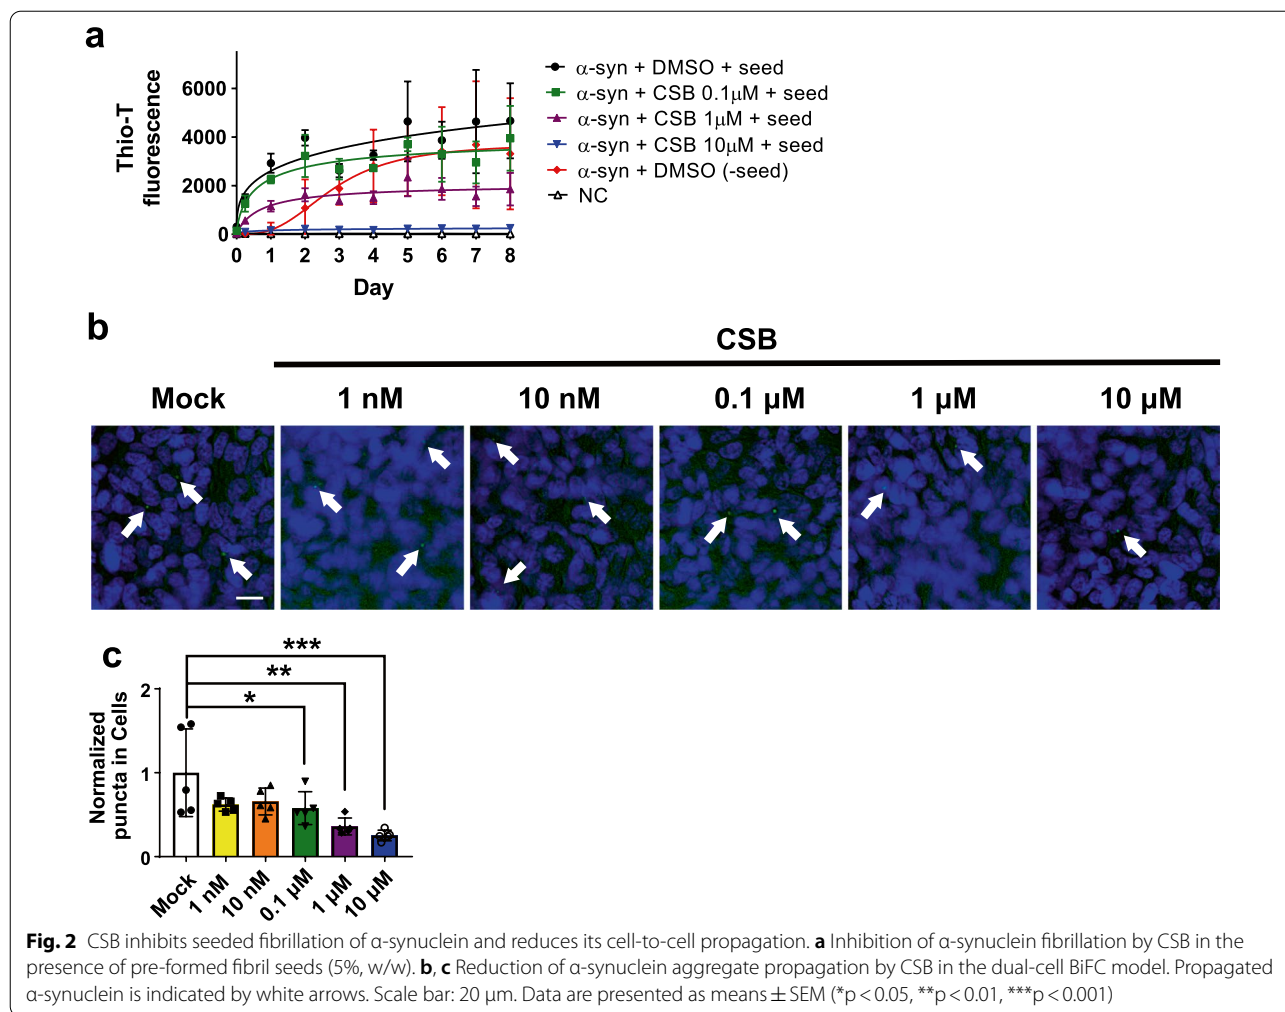 a
Thio-T
fluorescence
6000
4000
2000
0
0 1 2 3 4 5 6 7 8
Day
α-syn + DMSO + seed
α-syn + CSB 0.1μM + seed
α-syn + CSB 1μM + seed
α-syn + CSB 10μM + seed
α-syn + DMSO (-seed)
NC
b
CSB
Mock 1 nM 10 nM 0.1 μM 1 μM 10 μM
c
***
**
*
Normalized
puncta in Cells
2
1
0
Mock 1 nM 10 nM 0.1 μM 1 μM 10 μM
Fig. 2 CSB inhibits seeded fibrillation of α-synuclein and reduces its cell-to-cell propagation. a Inhibition of α-synuclein fibrillation by CSB in the
presence of pre-formed fibril seeds (5%, w/w). b, c Reduction of α-synuclein aggregate propagation by CSB in the dual-cell BiFC model. Propagated
α-synuclein is indicated by white arrows. Scale bar: 20 μm. Data are presented as means ± SEM (*p < 0.05, **p < 0.01, ***p < 0.001)